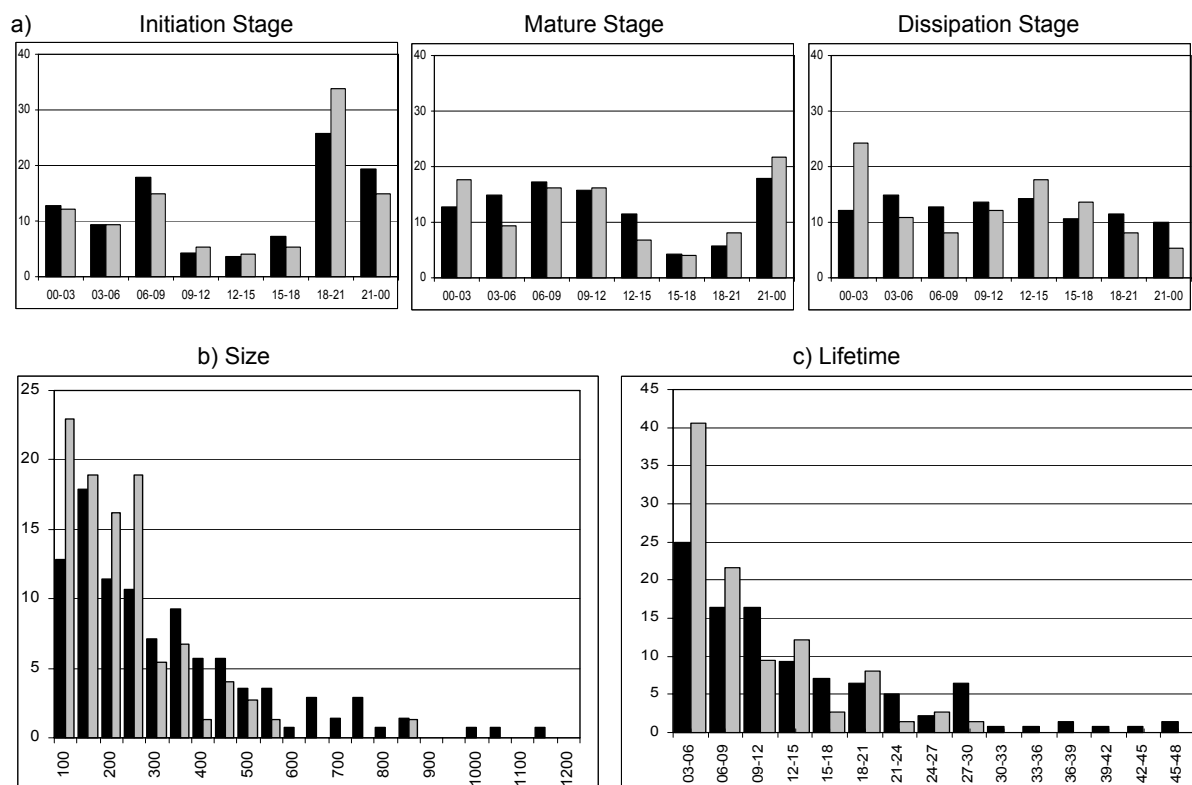 a) Initiation Stage Mature Stage Dissipation Stage
40 40 40
30 30 30
20 20 20
10 10 10
0 0 0
00-03 03-06 06-09 09-12 12-15 15-18 18-21 21-00 00-03 03-06 06-09 09-12 12-15 15-18 18-21 21-00 00-03 03-06 06-09 09-12 12-15 15-18 18-21 21-00
b) Size
25
20
15
10
5
0
100 200 300 400 500 600 700 800 900 1000 1100 1200
c) Lifetime
45
40
35
30
25
20
15
10
5
0
03-06 06-09 09-12 12-15 15-18 18-21 21-24 24-27 27-30 30-33 33-36 36-39 39-42 42-45 45-48